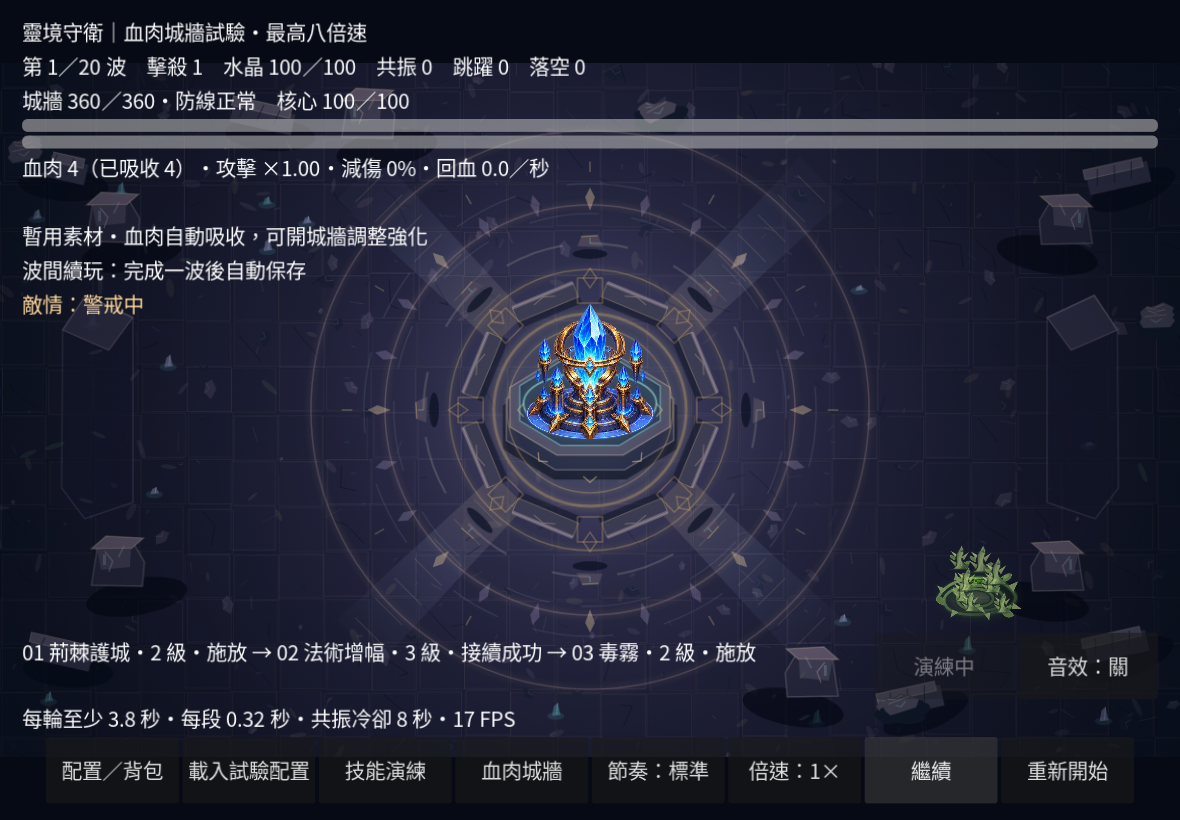 靈境守衛｜血肉城牆試驗・最高八倍速
第 1／20 波　擊殺 1　水晶 100／100　共振 0　跳躍 0　落空 0
城牆 360／360・防線正常　核心 100／100
血肉 4（已吸收 4）・攻擊 ×1.00・減傷 0%・回血 0.0／秒
暫用素材・血肉自動吸收，可開城牆調整強化
波間續玩：完成一波後自動保存
敵情：警戒中
01 荊棘護城・2 級・施放 → 02 法術增幅・3 級・接續成功 → 03 毒霧・2 級・施放
演練中
音效：關
每輪至少 3.8 秒・每段 0.32 秒・共振冷卻 8 秒・17 FPS
配置／背包
載入試驗配置
技能演練
血肉城牆
節奏：標準
倍速：1×
繼續
重新開始